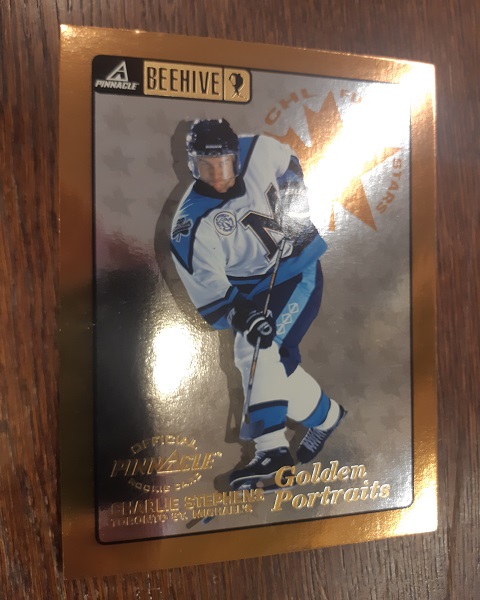 PINNACLE BEEHIVE
CHL
STARS
M
OFFICIAL
PINNACLE
ROOKIE CARD
CHARLIE STEPHENS
TORONTO ST. MICHAEL'S
Golden
Portraits